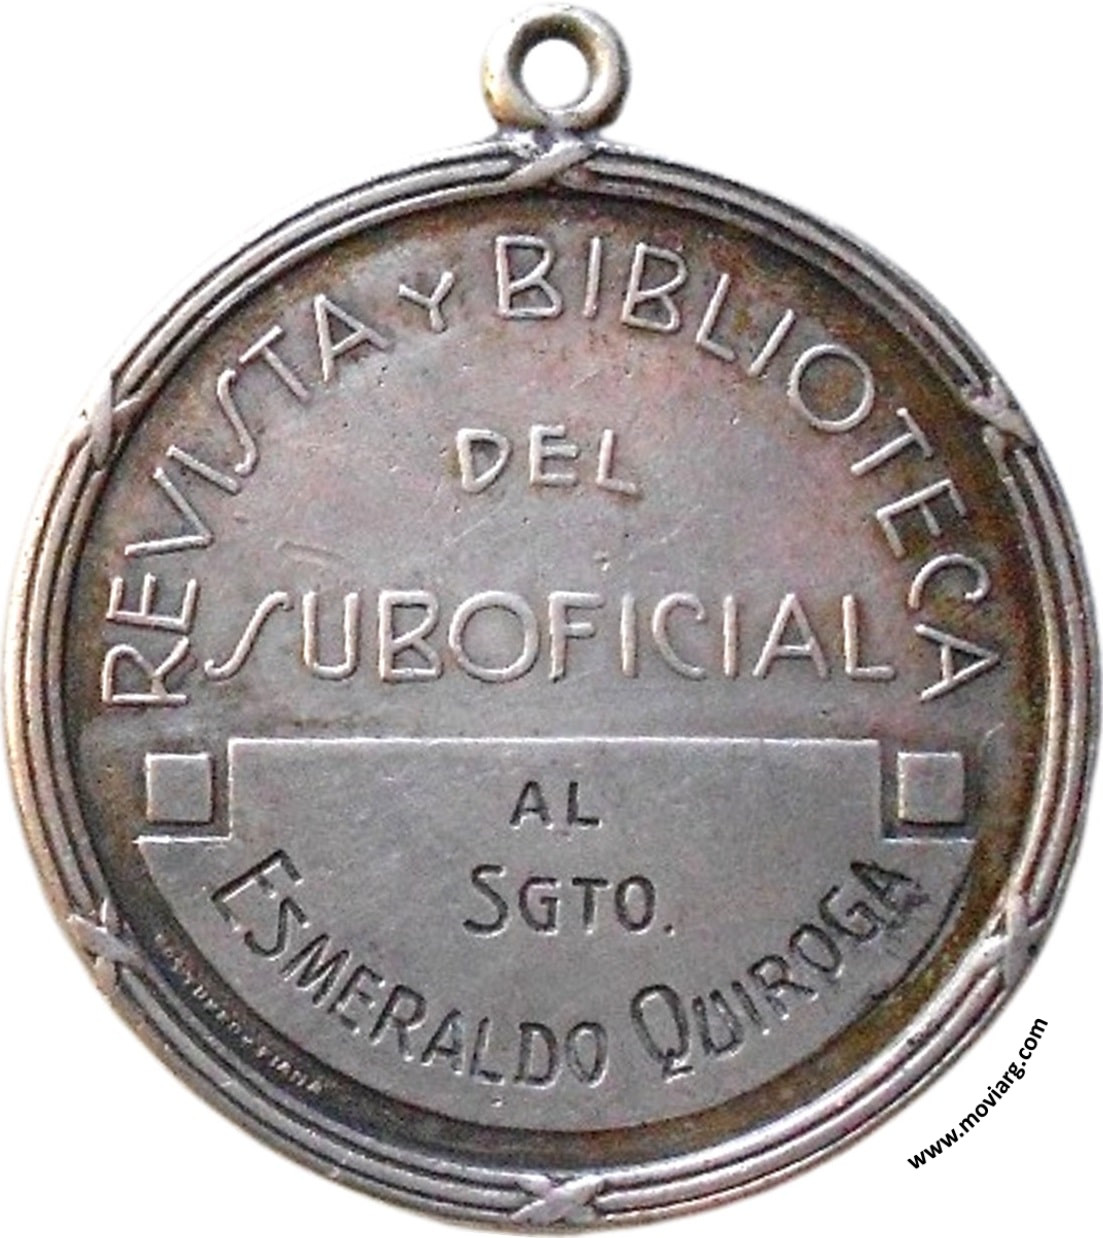 REVISTA Y BIBLIOTECA
DEL
SUBOFICIAL
AL
SGTO.
ESMERALDO QUIROGA
www.moviarg.com